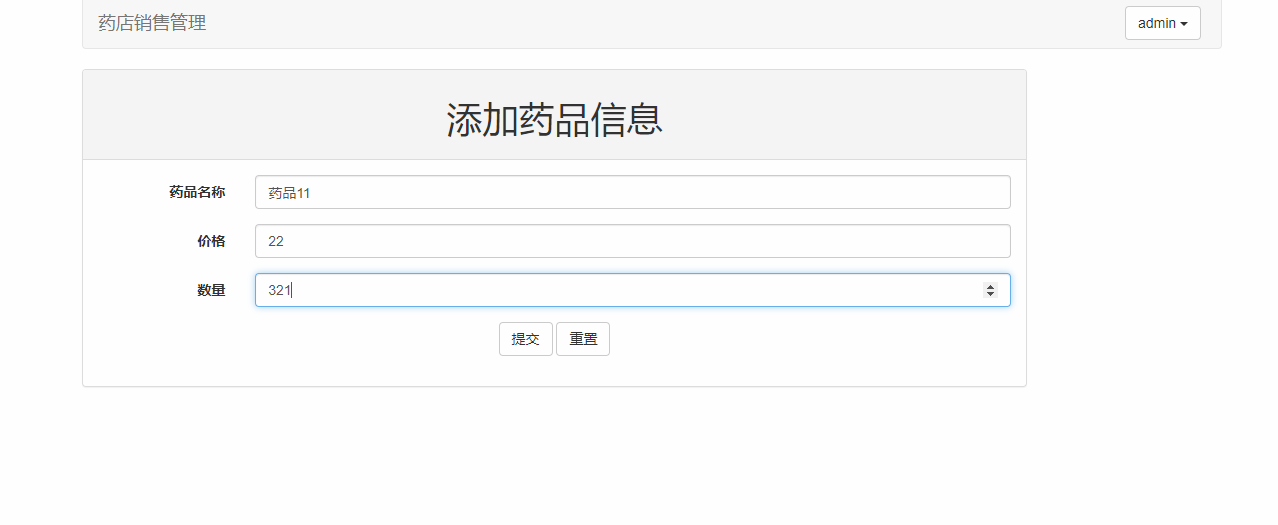 药店销售管理
admin
添加药品信息
药品名称 药品11
价格 22
数量 321
提交 重置